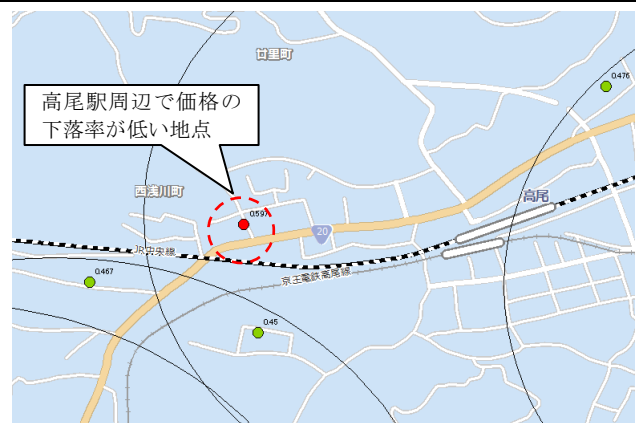 廿里町
0.476
高尾駅周辺で価格の
下落率が低い地点
西浅川町
0.597
高尾
20
JR中央線
0.467
京王電鉄高尾線
0.45